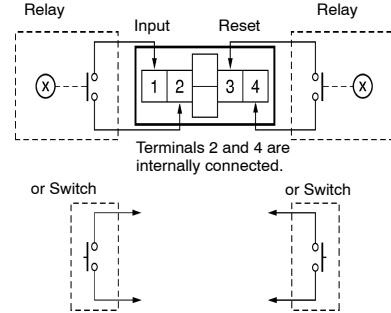 Relay
Relay
Input
Reset
X
1 2 3 4
X
Terminals 2 and 4 are
internally connected.
or Switch
or Switch